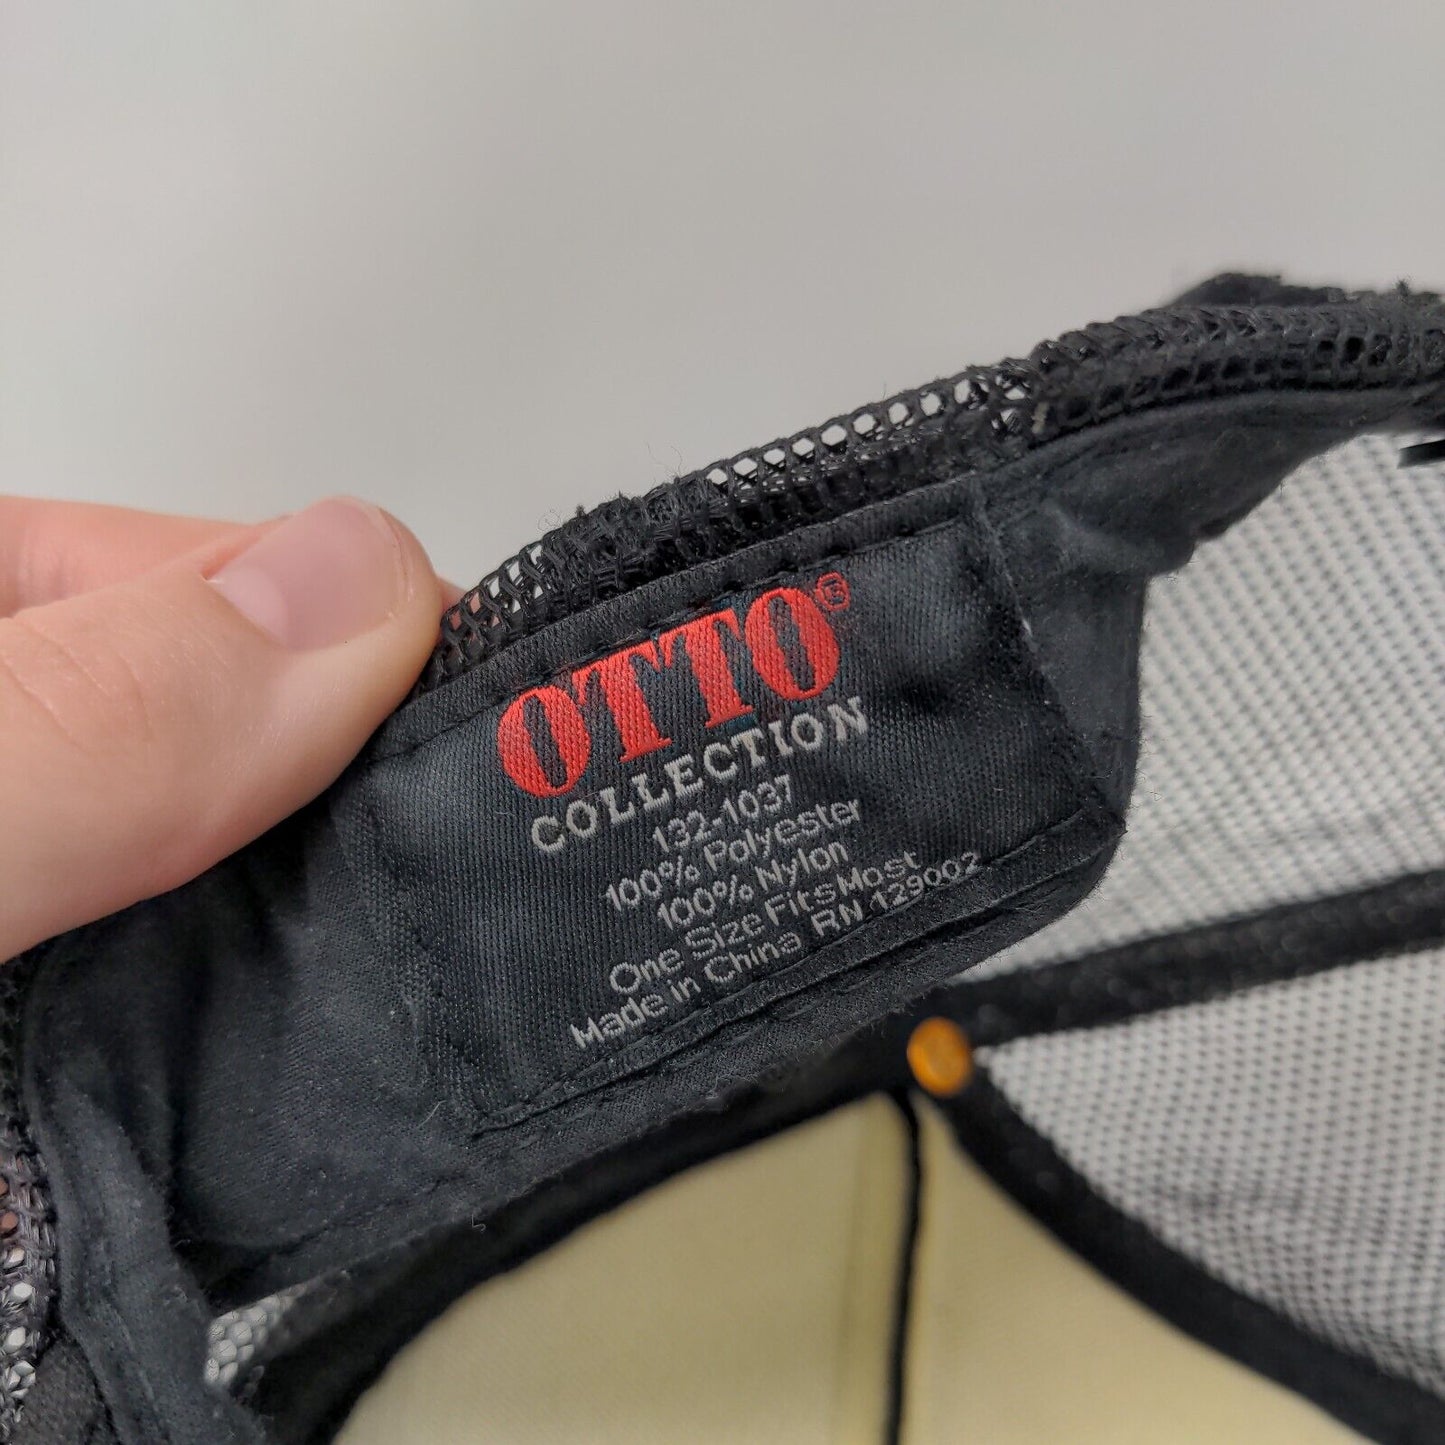 OTTO®
COLLECTION
132-1037
100% Polyester
100% Nylon
One Size Fits Most
Made in China RN 129002